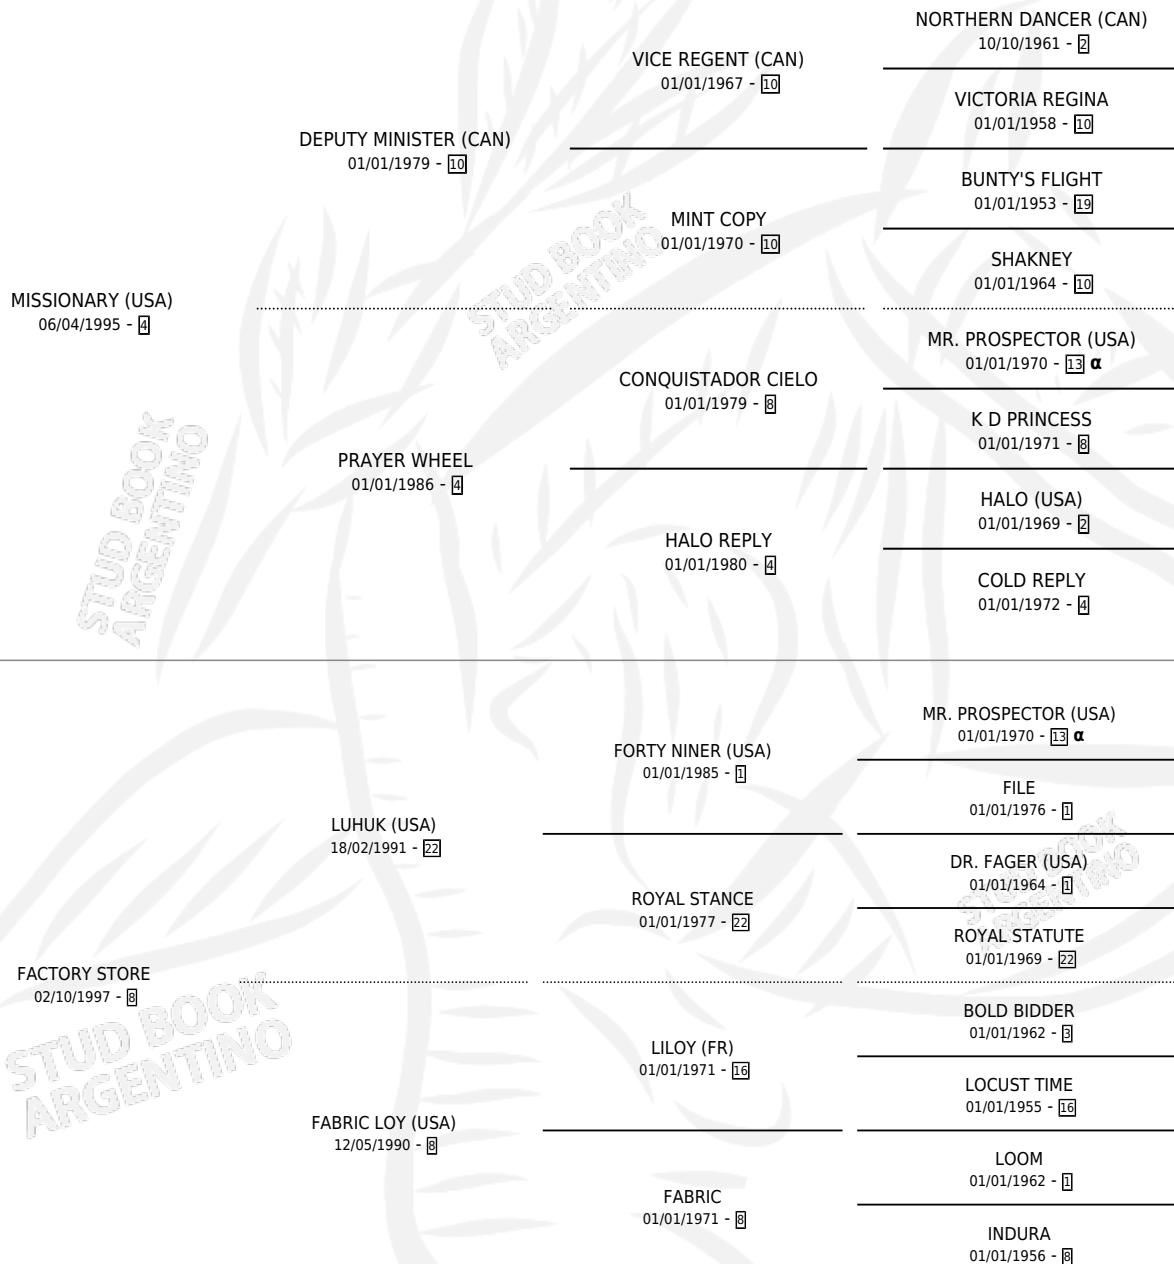 NORTHERN DANCER (CAN)
10/10/1961 - 2
VICE REGENT (CAN)
01/01/1967 - 10
VICTORIA REGINA
01/01/1958 - 10
DEPUTY MINISTER (CAN)
01/01/1979 - 10
BUNTY'S FLIGHT
01/01/1953 - 19
MINT COPY
01/01/1970 - 10
SHAKNEY
01/01/1964 - 10
STUD BOOK
ARGENTINO
MISSIONARY (USA)
06/04/1995 - 4
MR. PROSPECTOR (USA)
01/01/1970 - 13 α
CONQUISTADOR CIELO
01/01/1979 - 8
K D PRINCESS
01/01/1971 - 8
PRAYER WHEEL
01/01/1986 - 4
HALO (USA)
01/01/1969 - 2
HALO REPLY
01/01/1980 - 4
COLD REPLY
01/01/1972 - 4
STUD BOOK
ARGENTINO
MR. PROSPECTOR (USA)
01/01/1970 - 13 α
FORTY NINER (USA)
01/01/1985 - 1
FILE
01/01/1976 - 1
LUHUK (USA)
18/02/1991 - 22
DR. FAGER (USA)
01/01/1964 - 1
ROYAL STANCE
01/01/1977 - 22
ROYAL STATUTE
01/01/1969 - 22
STUD BOOK
ARGENTINO
FACTORY STORE
02/10/1997 - 8
BOLD BIDDER
01/01/1962 - 3
LILOY (FR)
01/01/1971 - 16
LOCUST TIME
01/01/1955 - 16
FABRIC LOY (USA)
12/05/1990 - 8
LOOM
01/01/1962 - 1
FABRIC
01/01/1971 - 8
INDURA
01/01/1956 - 8
STUD BOOK
ARGENTINO